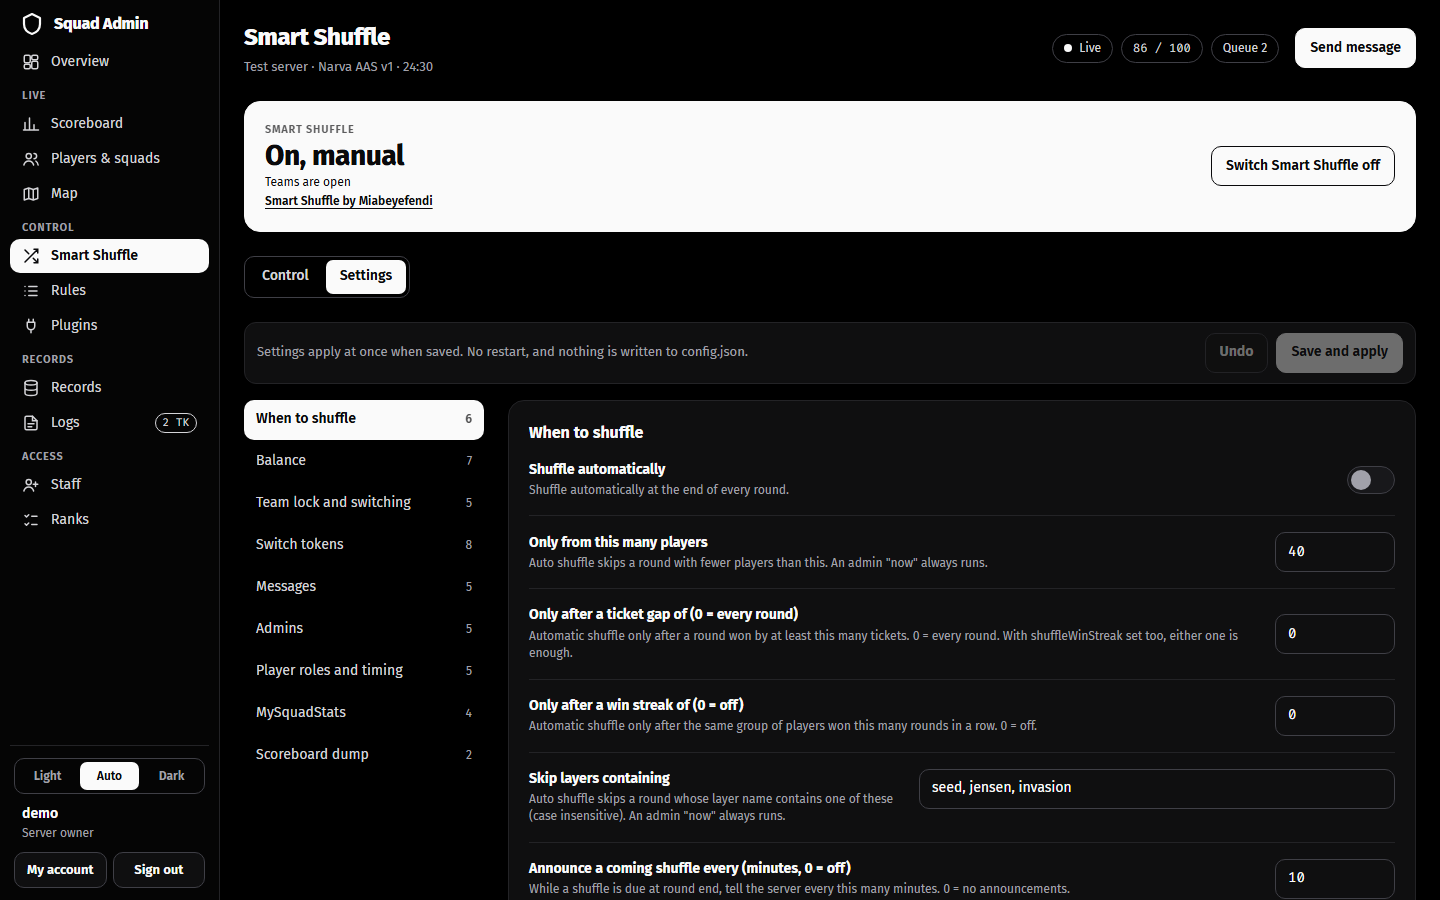 Squad Admin
Overview
LIVE
Scoreboard
Players & squads
Map
CONTROL
Smart Shuffle
Rules
Plugins
RECORDS
Records
Logs
2 TK
ACCESS
Staff
Ranks
Light
Auto
Dark
demo
Server owner
My account
Sign out
Smart Shuffle
Test server · Narva AAS v1 · 24:30
Live
86 / 100
Queue 2
Send message
SMART SHUFFLE
On, manual
Teams are open
Smart Shuffle by Miabeyefendi
Switch Smart Shuffle off
Control
Settings
Settings apply at once when saved. No restart, and nothing is written to config.json.
Undo
Save and apply
When to shuffle 6
Balance 7
Team lock and switching 5
Switch tokens 8
Messages 5
Admins 5
Player roles and timing 5
MySquadStats 4
Scoreboard dump 2
When to shuffle
Shuffle automatically
Shuffle automatically at the end of every round.
Only from this many players
Auto shuffle skips a round with fewer players than this. An admin "now" always runs.
40
Only after a ticket gap of (0 = every round)
Automatic shuffle only after a round won by at least this many tickets. 0 = every round. With shuffleWinStreak set too, either one is
enough.
0
Only after a win streak of (0 = off)
Automatic shuffle only after the same group of players won this many rounds in a row. 0 = off.
0
Skip layers containing
Auto shuffle skips a round whose layer name contains one of these
(case insensitive). An admin "now" always runs.
seed, jensen, invasion
Announce a coming shuffle every (minutes, 0 = off)
While a shuffle is due at round end, tell the server every this many minutes. 0 = no announcements.
10